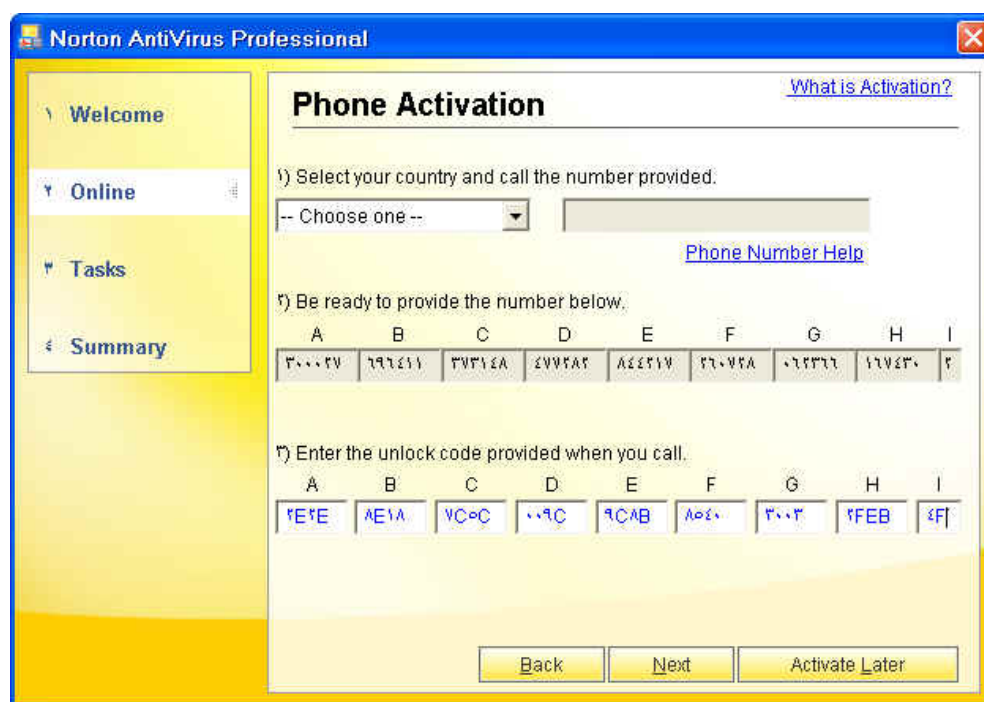 Norton AntiVirus Professional
What is Activation?
Phone Activation
١ Welcome
٢ Online
٣ Tasks
٤ Summary
١) Select your country and call the number provided.
-- Choose one --
Phone Number Help
٢) Be ready to provide the number below.
A B C D E F G H I
٣٠٠٠٢٧ ٦٩٦٤١١ ٣٧٣١٤٨ ٤٧٧٢٨٢ ٨٤٤٢١٧ ٢٦٠٧٢٨ ٠٦٢٣٦٦ ١٦٧٤٣٠ ٢
٣) Enter the unlock code provided when you call.
A B C D E F G H I
٢E٢E ٨E١٨ ٧C٥C ٠٠٩C ٩C٨B ٨٥٤٠ ٣٠٠٣ ٢FEB ٤F
Back Next Activate Later